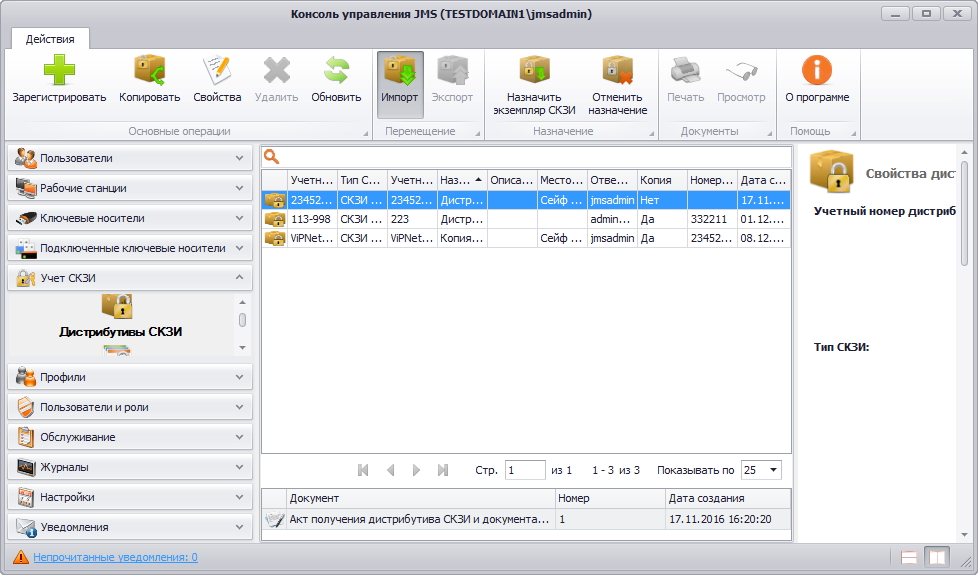 Консоль управления JMS (TESTDOMAIN1\jmsadmin)
Действия
Зарегистрировать Копировать Свойства Удалить Обновить Импорт Экспорт Назначить экземпляр СКЗИ Отменить назначение Печать Просмотр О программе
Основные операции Перемещение Назначение Документы Помощь
Пользователи
Рабочие станции
Ключевые носители
Подключенные ключевые носители
Учет СКЗИ
Дистрибутивы СКЗИ
Профили
Пользователи и роли
Обслуживание
Журналы
Настройки
Уведомления
Учетн... Тип С... Учетн... Наз... Описа... Место... Отве... Копия Номер... Дата с...
23452... СКЗИ ... 23452... Дистр... Сейф ... jmsadmin Нет 17.11....
113-998 СКЗИ ... 223 Дистр... admin... Да 332211 01.12....
ViPNet... СКЗИ ... ViPNet... Копия... Сейф ... jmsadmin Да 23452... 08.12....
Стр. 1 из 1 1 - 3 из 3 Показывать по 25
Документ Номер Дата создания
Акт получения дистрибутива СКЗИ и документа... 1 17.11.2016 16:20:20
Свойства дис
Учетный номер дистриб
Тип СКЗИ:
Непрочитанные уведомления: 0